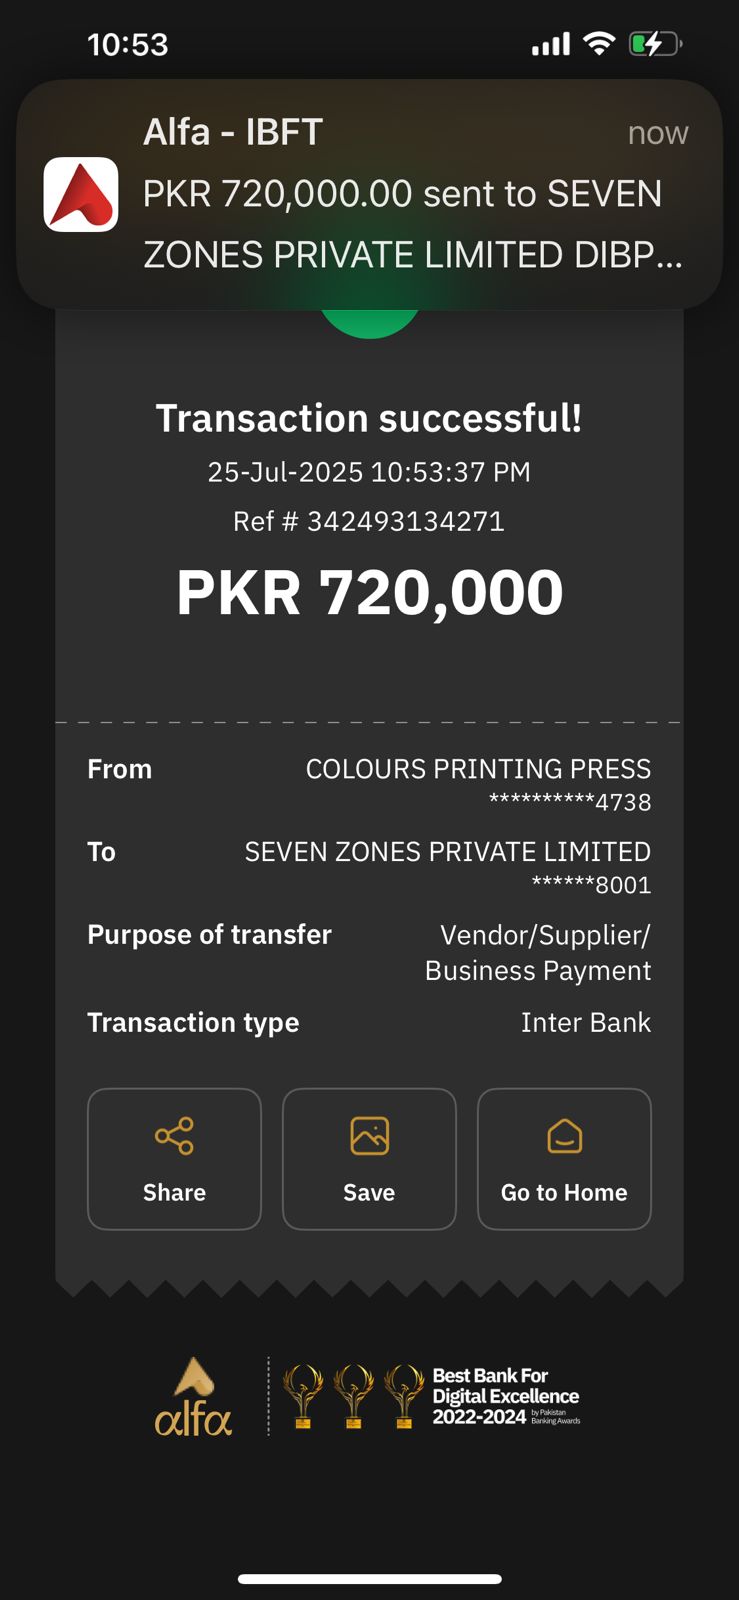 10:53
Alfa - IBFT
now
PKR 720,000.00 sent to SEVEN
ZONES PRIVATE LIMITED DIBP...
Transaction successful!
25-Jul-2025 10:53:37 PM
Ref # 342493134271
PKR 720,000
From
COLOURS PRINTING PRESS
**********4738
To
SEVEN ZONES PRIVATE LIMITED
******8001
Purpose of transfer
Vendor/Supplier/
Business Payment
Transaction type
Inter Bank
Share
Save
Go to Home
alfa
Best Bank For
Digital Excellence
2022-2024
by Pakistan
Banking Awards